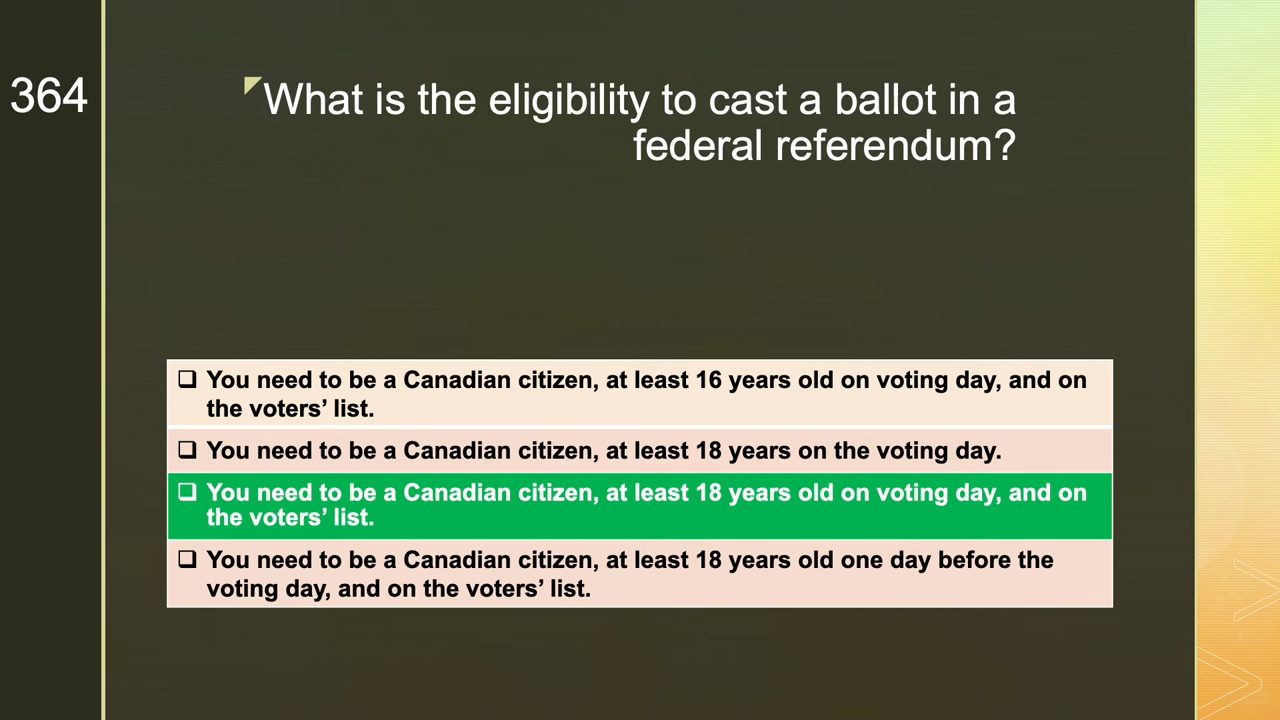 364
What is the eligibility to cast a ballot in a
federal referendum?
❑ You need to be a Canadian citizen, at least 16 years old on voting day, and on
the voters’ list.
❑ You need to be a Canadian citizen, at least 18 years on the voting day.
❑ You need to be a Canadian citizen, at least 18 years old on voting day, and on
the voters’ list.
❑ You need to be a Canadian citizen, at least 18 years old one day before the
voting day, and on the voters’ list.